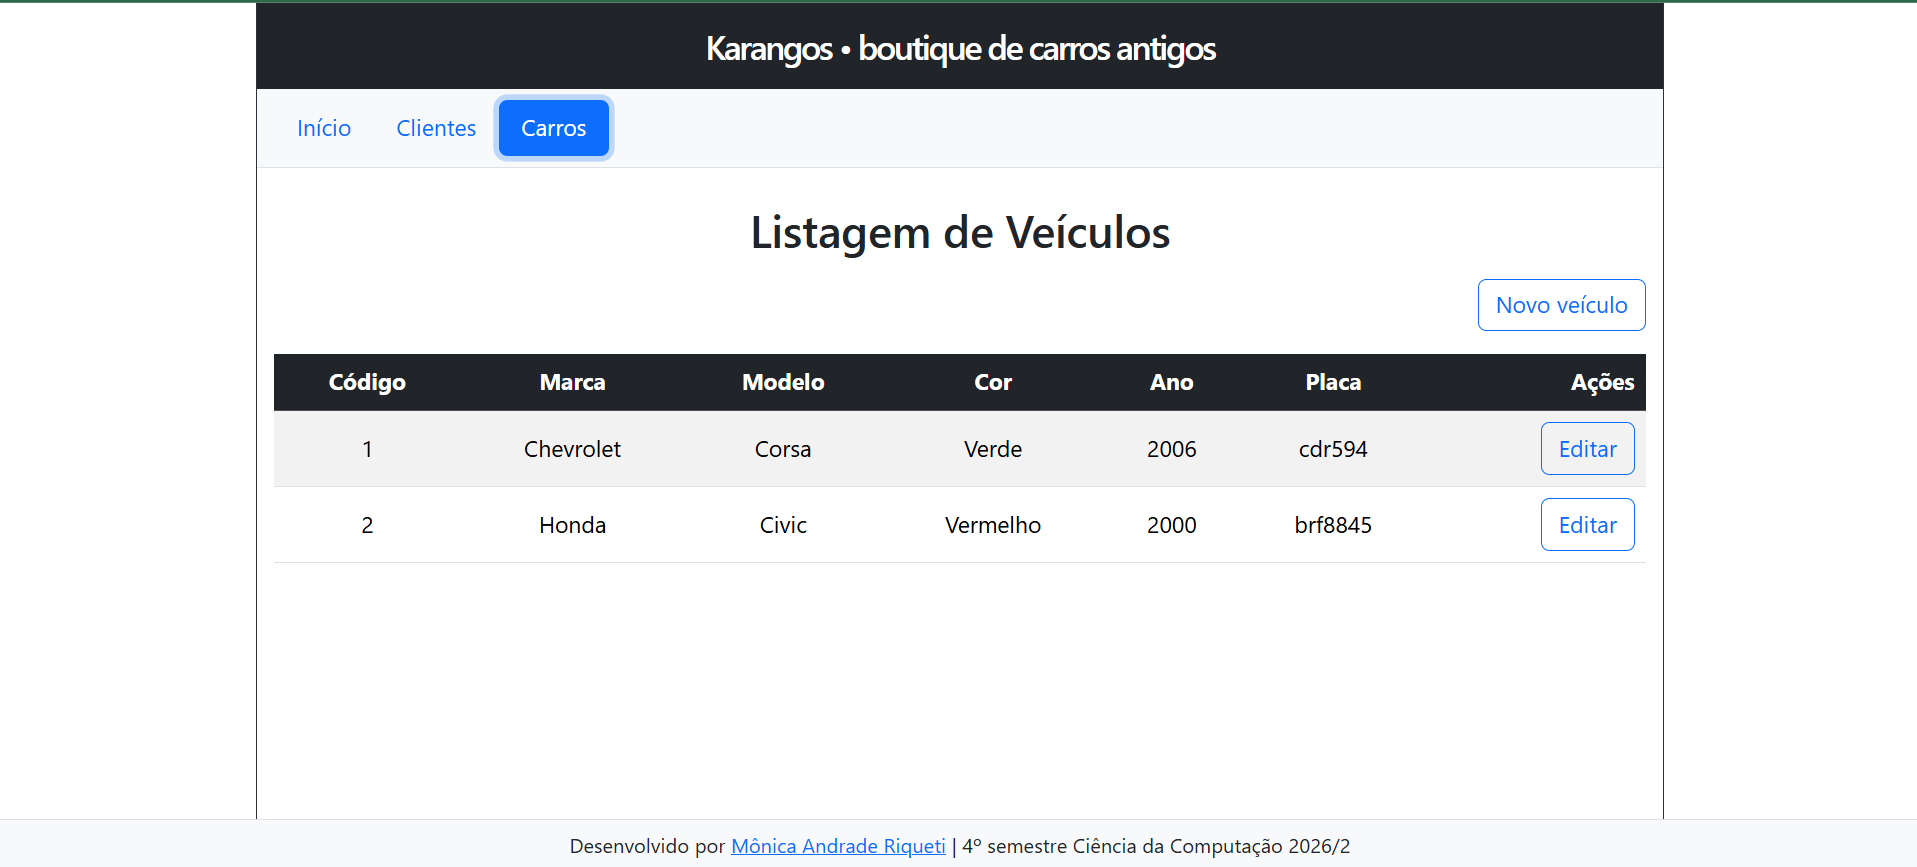 Karangos • boutique de carros antigos
Início Clientes Carros
Listagem de Veículos
Novo veículo
Código Marca Modelo Cor Ano Placa Ações
1 Chevrolet Corsa Verde 2006 cdr594 Editar
2 Honda Civic Vermelho 2000 brf8845 Editar
Desenvolvido por Mônica Andrade Riqueti | 4º semestre Ciência da Computação 2026/2